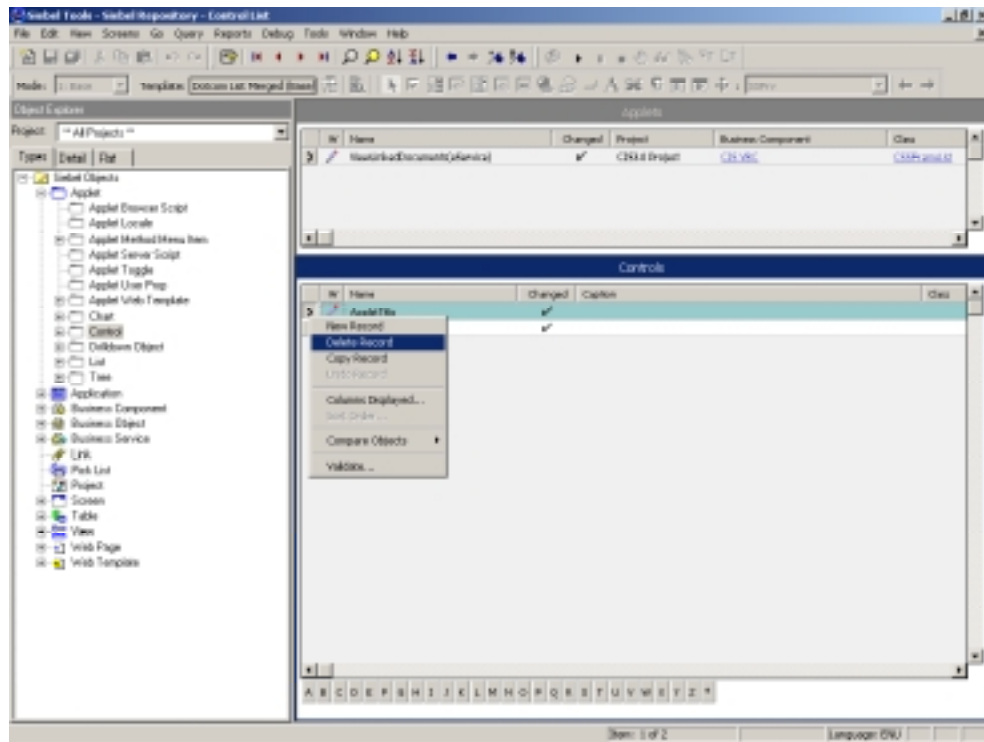 Siebel Tools - Siebel Repository - Control List
File Edit View Screens Go Query Reports Debug Tools Window Help
Mode: Template: Dotcom List Merged (Base)
Object Explorer
Project: ** All Projects **
Types Detail Flat
Siebel Objects
Applet
Applet Browser Script
Applet Locale
Applet Method Menu Item
Applet Server Script
Applet Toggle
Applet User Prop
Applet Web Template
Chart
Control
Drilldown Object
List
Tree
Application
Business Component
Business Object
Business Service
Link
Pick List
Project
Screen
Table
View
Web Page
Web Template
Applets
W Name Changed Project Business Component Class
Controls
W Name Changed Caption Class
AppletTitle
New Record
Delete Record
Copy Record
Undo Record
Columns Displayed...
Sort Order...
Compare Objects
Validate...
A B C D E F G H I J K L M N O P Q R S T U V W X Y Z *
Item: 1 of 2 Language: ENU